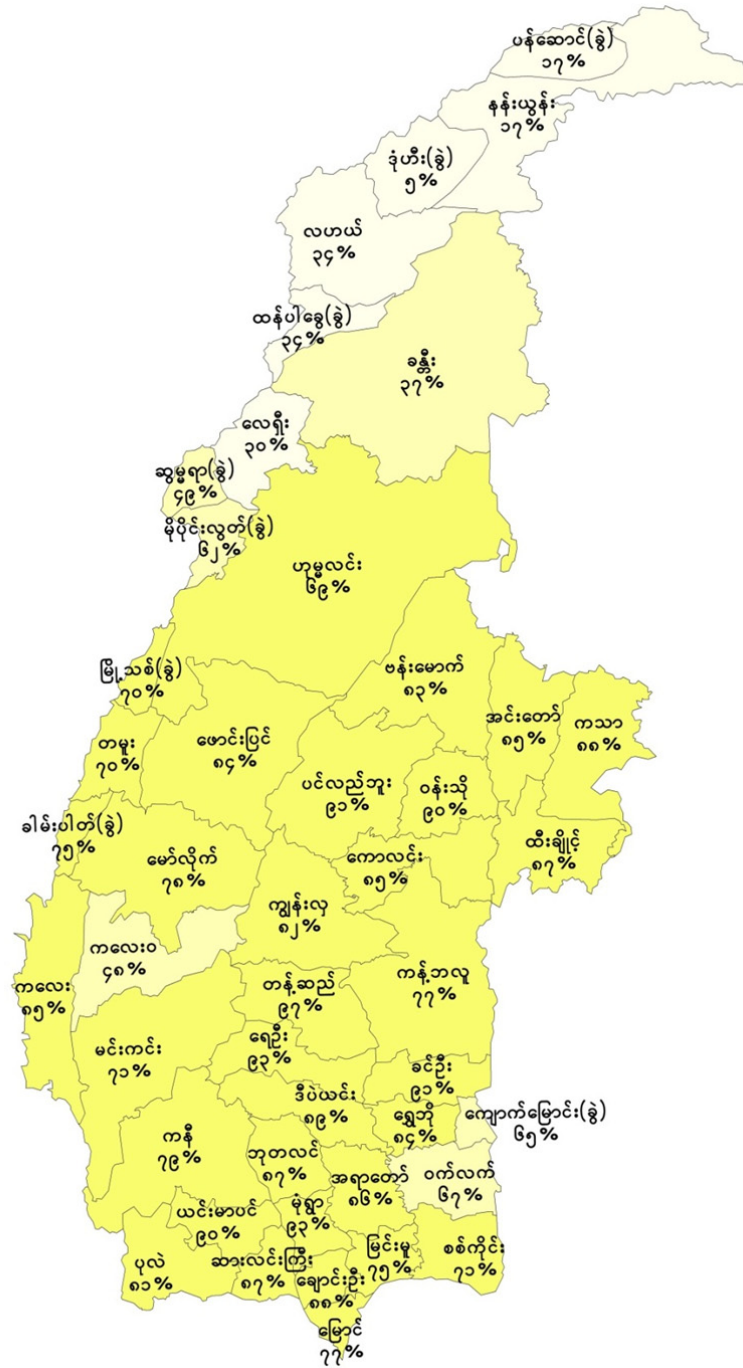 ပန်ဆောင်(ခွဲ)
၁၇%
နန်းယွန်း
၁၇%
ဒုံဟီး(ခွဲ)
၅%
လဟယ်
၃၄%
ထန်ပါခွေ(ခွဲ)
၃၄%
ခန္တီး
၃၇%
လေရှီး
၃၀%
ဆွမ္မရာ(ခွဲ)
၄၉%
မိုပိုင်းလွတ်(ခွဲ)
၆၂%
ဟုမ္မလင်း
၆၉%
မြို့သစ်(ခွဲ)
၇၀%
ဗန်းမောက်
၈၃%
အင်းတော်
၈၅%
ကသာ
၈၈%
တမူး
၇၀%
ဖောင်းပြင်
၈၄%
ပင်လည်ဘူး
၉၁%
ဝန်းသို
၉၀%
ခါမ်းပါတ်(ခွဲ)
၇၅%
မော်လိုက်
၇၈%
ကောလင်း
၈၅%
ထီးချိုင့်
၈၇%
ကျွန်းလှ
၈၂%
ကလေးဝ
၄၈%
ကလေး
၈၅%
တန့်ဆည်
၉၇%
ကန့်ဘလူ
၇၇%
မင်းကင်း
၇၁%
ရေဦး
၉၃%
ခင်ဦး
၉၁%
ဒီပဲယင်း
၈၉%
ရွှေဘို
၈၄%
ကျောက်မြောင်း(ခွဲ)
၆၅%
ကနီ
၇၉%
ဘုတလင်
၈၇%
အရာတော်
၈၆%
ဝက်လက်
၆၇%
ယင်းမာပင်
၉၀%
မုံရွာ
၉၃%
ပုလဲ
၈၁%
ဆားလင်းကြီး
၈၇%
ချောင်းဦး
၈၈%
မြင်းမူ
၇၅%
စစ်ကိုင်း
၇၁%
မြောင်
၇၇%